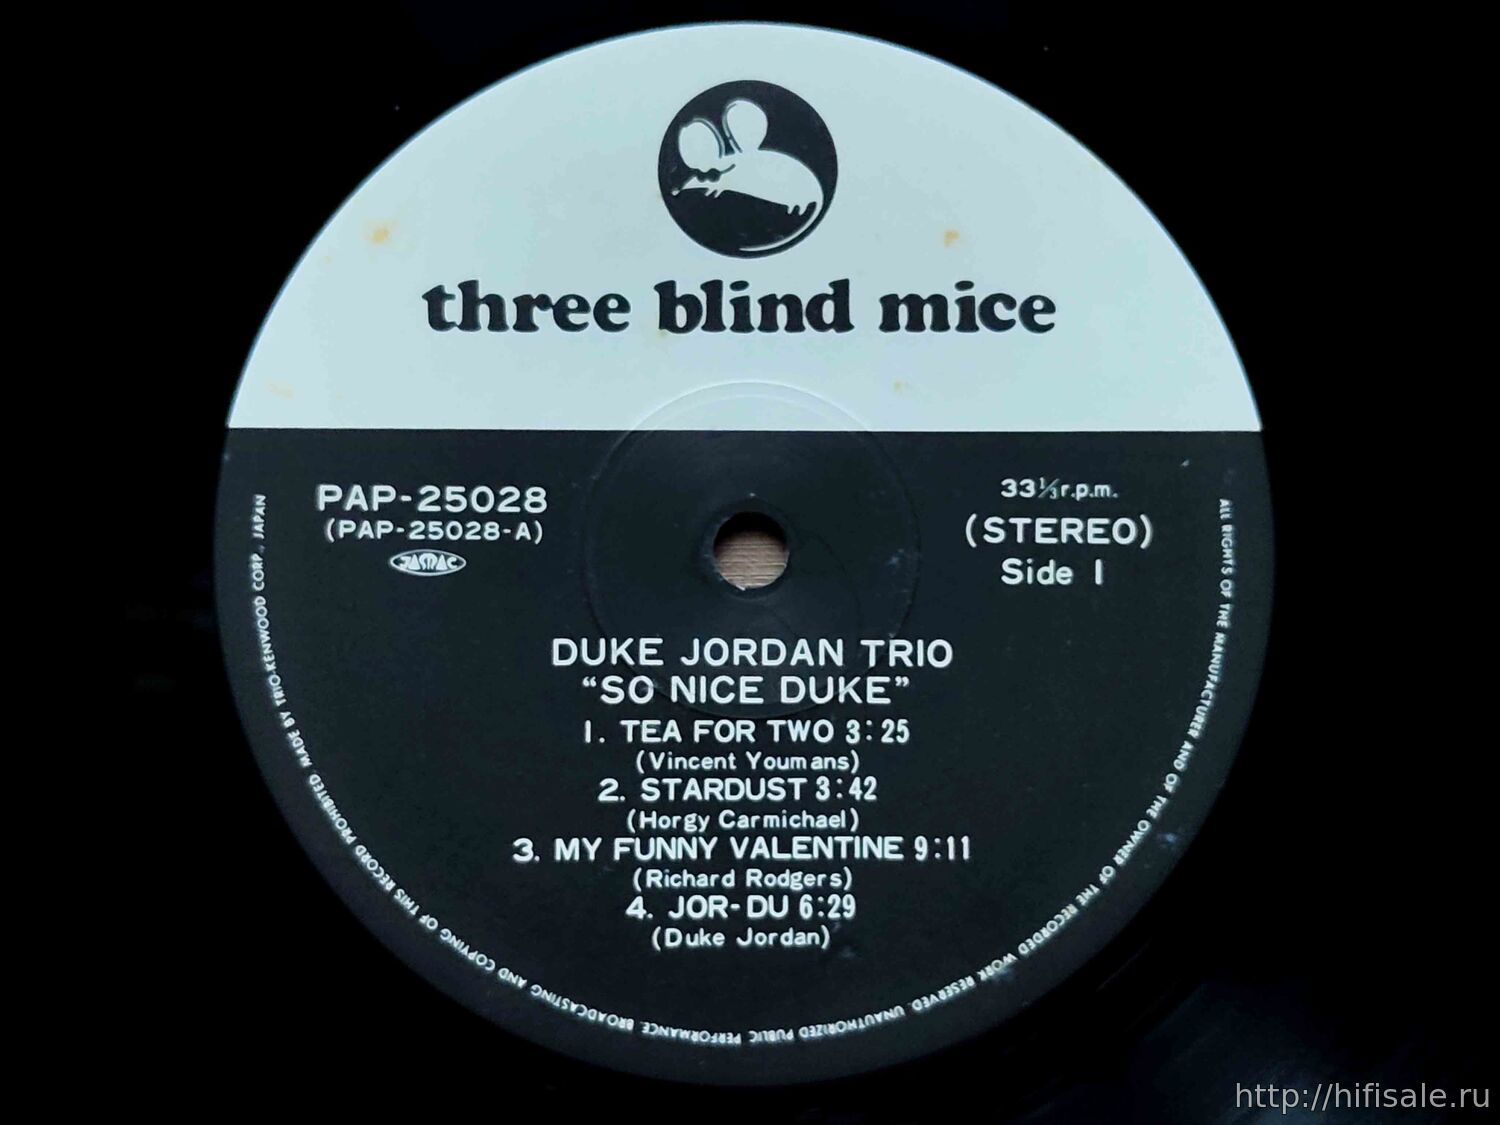 three blind mice
PAP-25028
(PAP-25028-A)
JASRAC
33⅓r.p.m.
(STEREO)
Side 1
DUKE JORDAN TRIO
“SO NICE DUKE”
1. TEA FOR TWO 3:25
(Vincent Youmans)
2. STARDUST 3:42
(Horgy Carmichael)
3. MY FUNNY VALENTINE 9:11
(Richard Rodgers)
4. JOR-DU 6:29
(Duke Jordan)
ALL RIGHTS OF THE MANUFACTURER AND OF THE OWNER OF THE RECORDED WORK RESERVED. UNAUTHORIZED PUBLIC PERFORMANCE. BROADCASTING AND COPYING OF THIS RECORD PROHIBITED. MADE BY TRIO-KENWOOD CORP., JAPAN
http://hifisale.ru